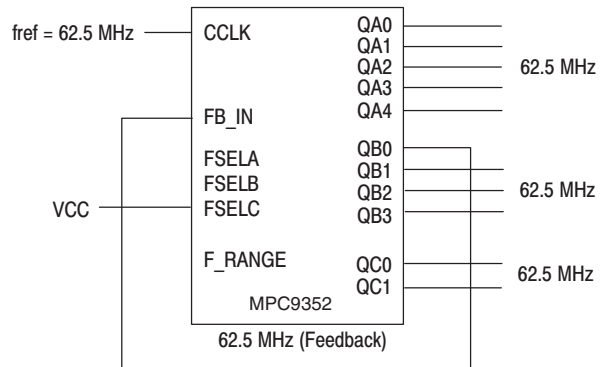 fref = 62.5 MHz
CCLK
FB_IN
FSELA
FSELB
VCC
FSELC
F_RANGE
MPC9352
QA0
QA1
QA2
QA3
QA4
62.5 MHz
QB0
QB1
QB2
QB3
62.5 MHz
QC0
QC1
62.5 MHz
62.5 MHz (Feedback)